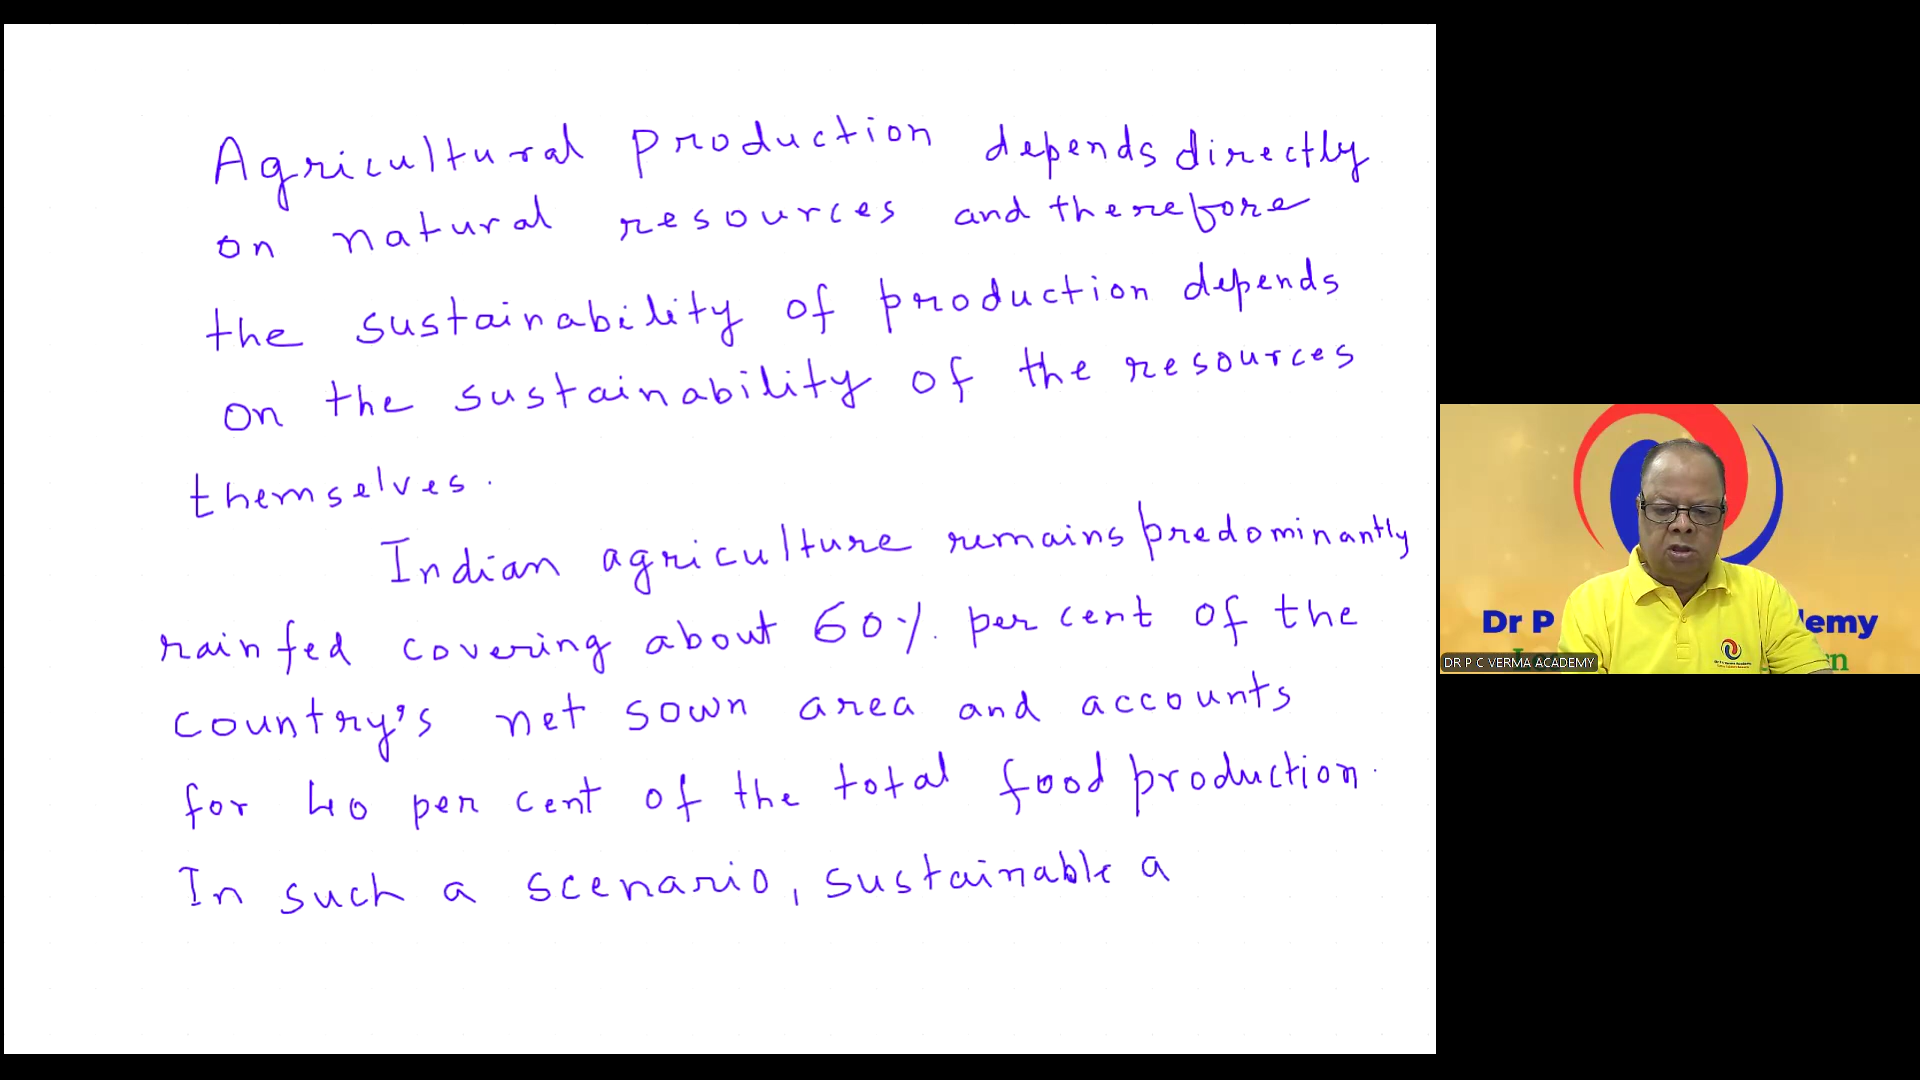 Agricultural production depends directly
on natural resources and therefore
the sustainability of production depends
on the sustainability of the resources
themselves.
Indian agriculture remains predominantly
rainfed covering about 60%. per cent of the
country's net sown area and accounts
for 40 per cent of the total food production.
In such a scenario, sustainable a
Dr P
emy
DR P C VERMA ACADEMY